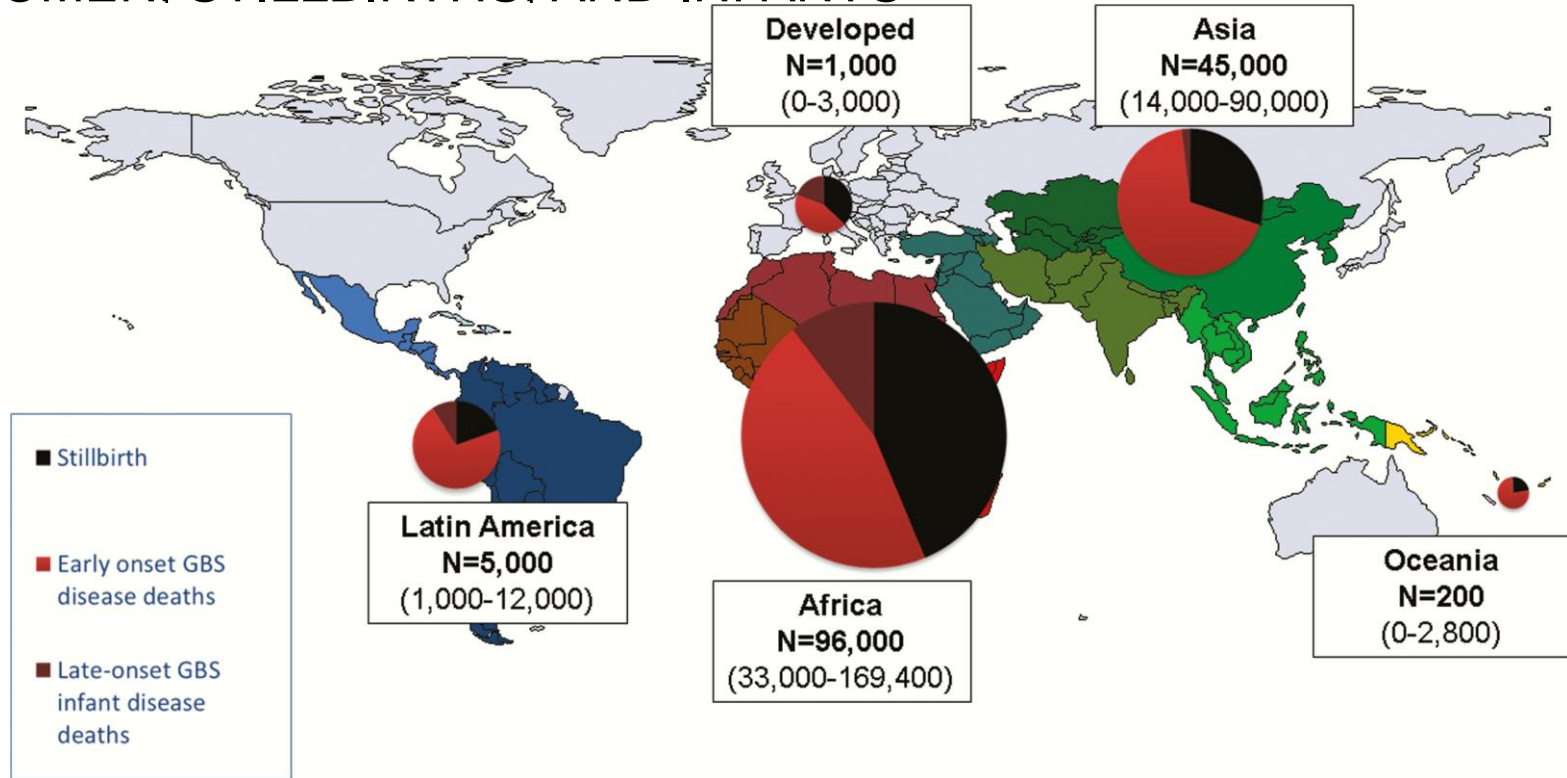 Developed
N=1,000
(0-3,000)
Asia
N=45,000
(14,000-90,000)
Stillbirth
Early onset GBS
disease deaths
Late-onset GBS
infant disease
deaths
Latin America
N=5,000
(1,000-12,000)
Africa
N=96,000
(33,000-169,400)
Oceania
N=200
(0-2,800)